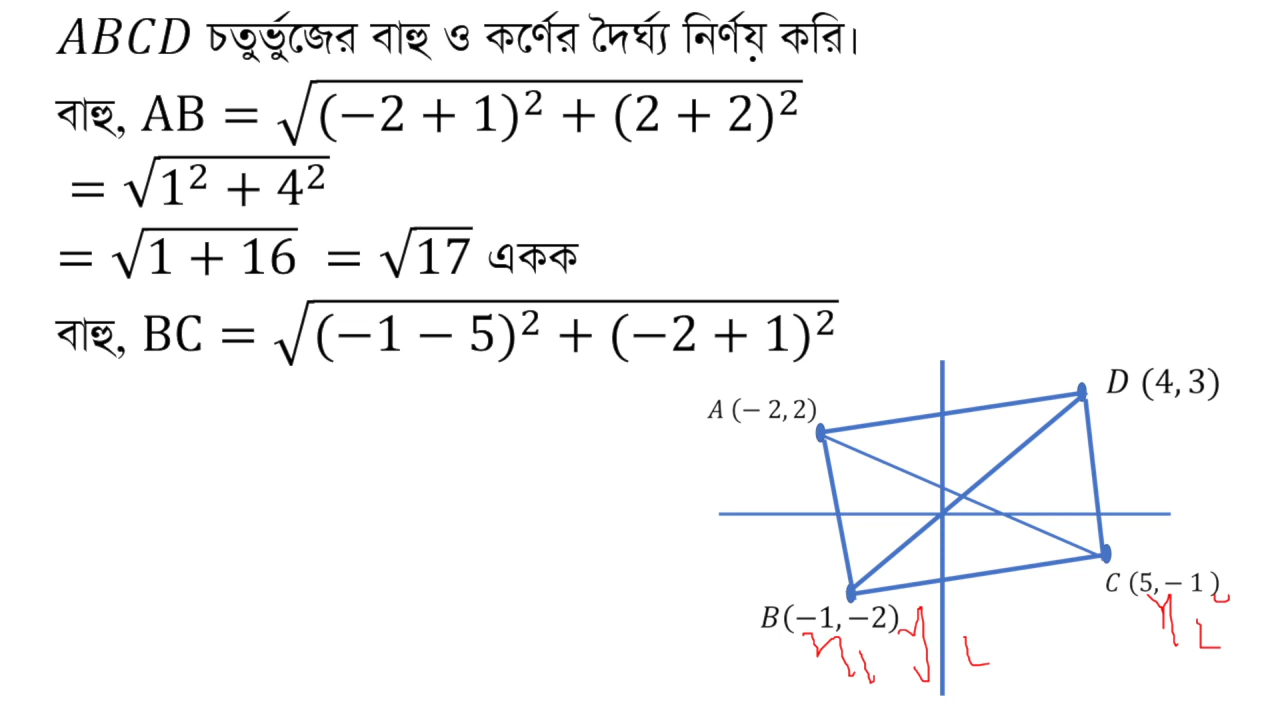 ABCD চতুর্ভুজের বাহু ও কর্ণের দৈর্ঘ্য নির্ণয় করি।
বাহু, AB = √((−2 + 1)² + (2 + 2)²)
= √(1² + 4²)
= √(1 + 16) = √17 একক
বাহু, BC = √((−1 − 5)² + (−2 + 1)²)
D (4, 3)
A (− 2, 2)
C (5, − 1)
B(−1, −2)